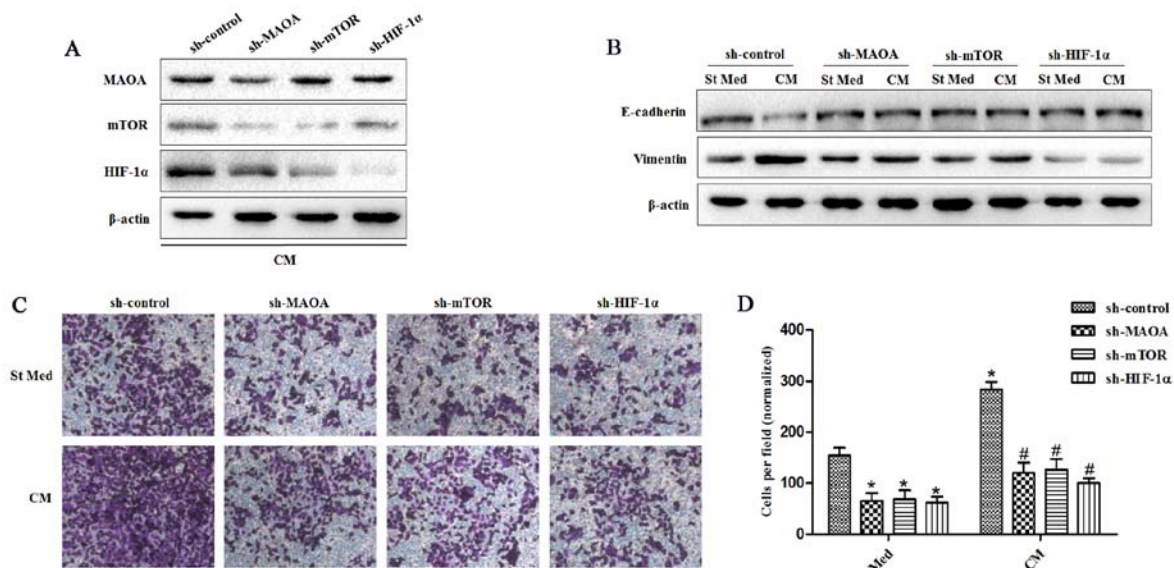 A
sh-control sh-MAOA sh-mTOR sh-HIF-1α
MAOA
mTOR
HIF-1α
β-actin
CM
B
sh-control sh-MAOA sh-mTOR sh-HIF-1α
St Med CM St Med CM St Med CM St Med CM
E-cadherin
Vimentin
β-actin
C
sh-control sh-MAOA sh-mTOR sh-HIF-1α
St Med
CM
D
sh-control
sh-MAOA
sh-mTOR
sh-HIF-1α
Cells per field (normalized)
400
300
200
100
0
* * * * # # #
Med CM